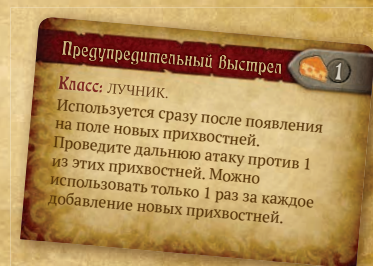 Предупредительный выстрел 1
Класс: ЛУЧНИК.
Используется сразу после появления
на поле новых прихвостней.
Проведите дальнюю атаку против 1
из этих прихвостней. Можно
использовать только 1 раз за каждое
добавление новых прихвостней.